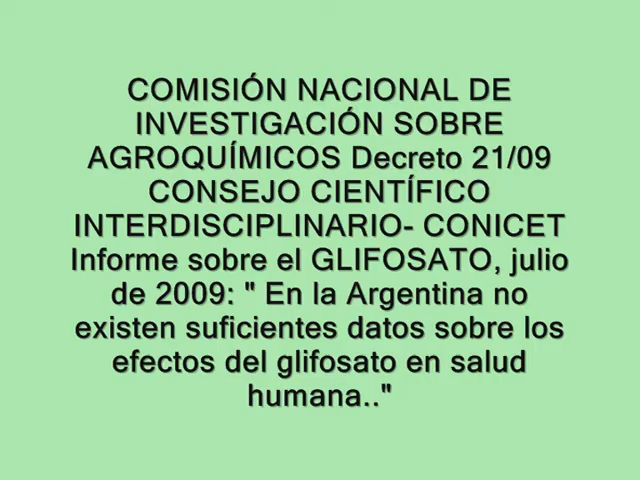 COMISIÓN NACIONAL DE
INVESTIGACIÓN SOBRE
AGROQUÍMICOS Decreto 21/09
CONSEJO CIENTÍFICO
INTERDISCIPLINARIO- CONICET
Informe sobre el GLIFOSATO, julio
de 2009: " En la Argentina no
existen suficientes datos sobre los
efectos del glifosato en salud
humana.."